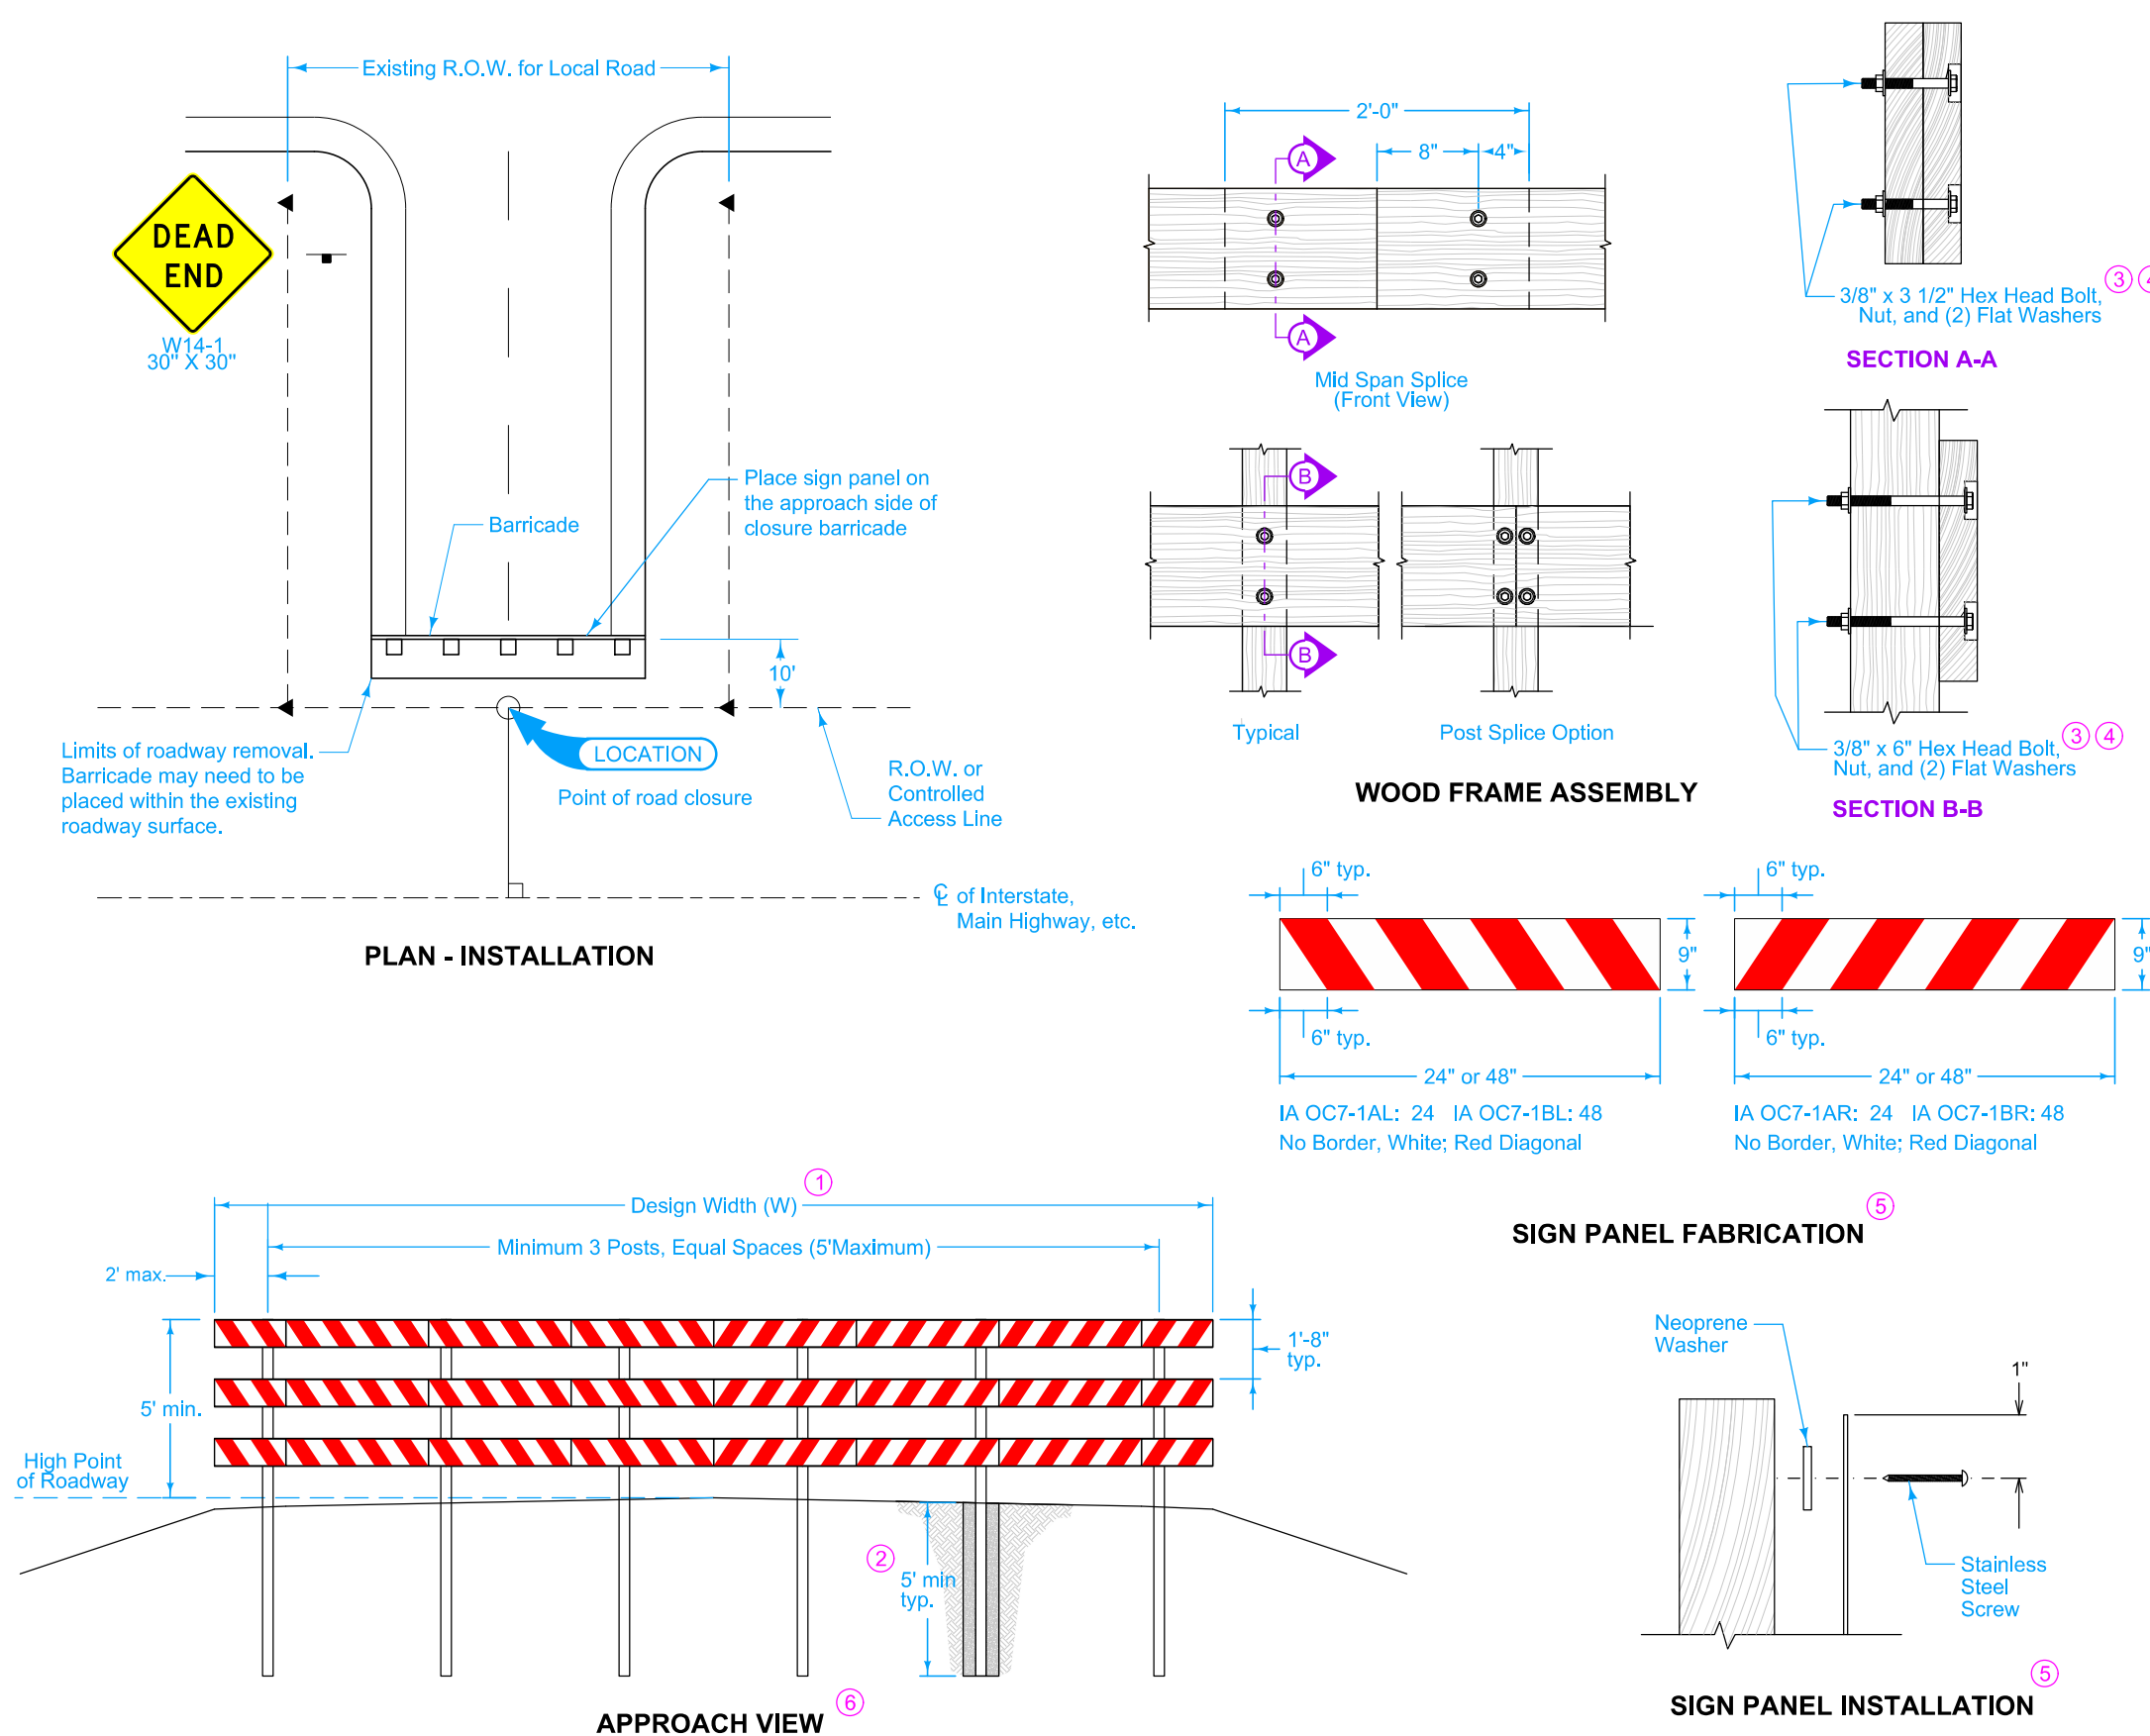 Existing R.O.W. for Local Road
DEAD
END
W14-1
30" X 30"
Barricade
Place sign panel on
the approach side of
closure barricade
10'
Limits of roadway removal.
Barricade may need to be
placed within the existing
roadway surface.
LOCATION
Point of road closure
R.O.W. or
Controlled
Access Line
℄ of Interstate,
Main Highway, etc.
PLAN - INSTALLATION
2'-0"
8"
4"
A
A
Mid Span Splice
(Front View)
B
B
Typical
Post Splice Option
WOOD FRAME ASSEMBLY
3/8" x 3 1/2" Hex Head Bolt,
Nut, and (2) Flat Washers
3 4
SECTION A-A
3/8" x 6" Hex Head Bolt,
Nut, and (2) Flat Washers
3 4
SECTION B-B
6" typ.
9"
6" typ.
24" or 48"
IA OC7-1AL: 24 IA OC7-1BL: 48
No Border, White; Red Diagonal
6" typ.
9"
6" typ.
24" or 48"
IA OC7-1AR: 24 IA OC7-1BR: 48
No Border, White; Red Diagonal
SIGN PANEL FABRICATION 5
Design Width (W) 1
Minimum 3 Posts, Equal Spaces (5'Maximum)
2' max.
1'-8"
typ.
5' min.
High Point
of Roadway
2
5' min
typ.
APPROACH VIEW 6
Neoprene
Washer
1"
Stainless
Steel
Screw
SIGN PANEL INSTALLATION 5